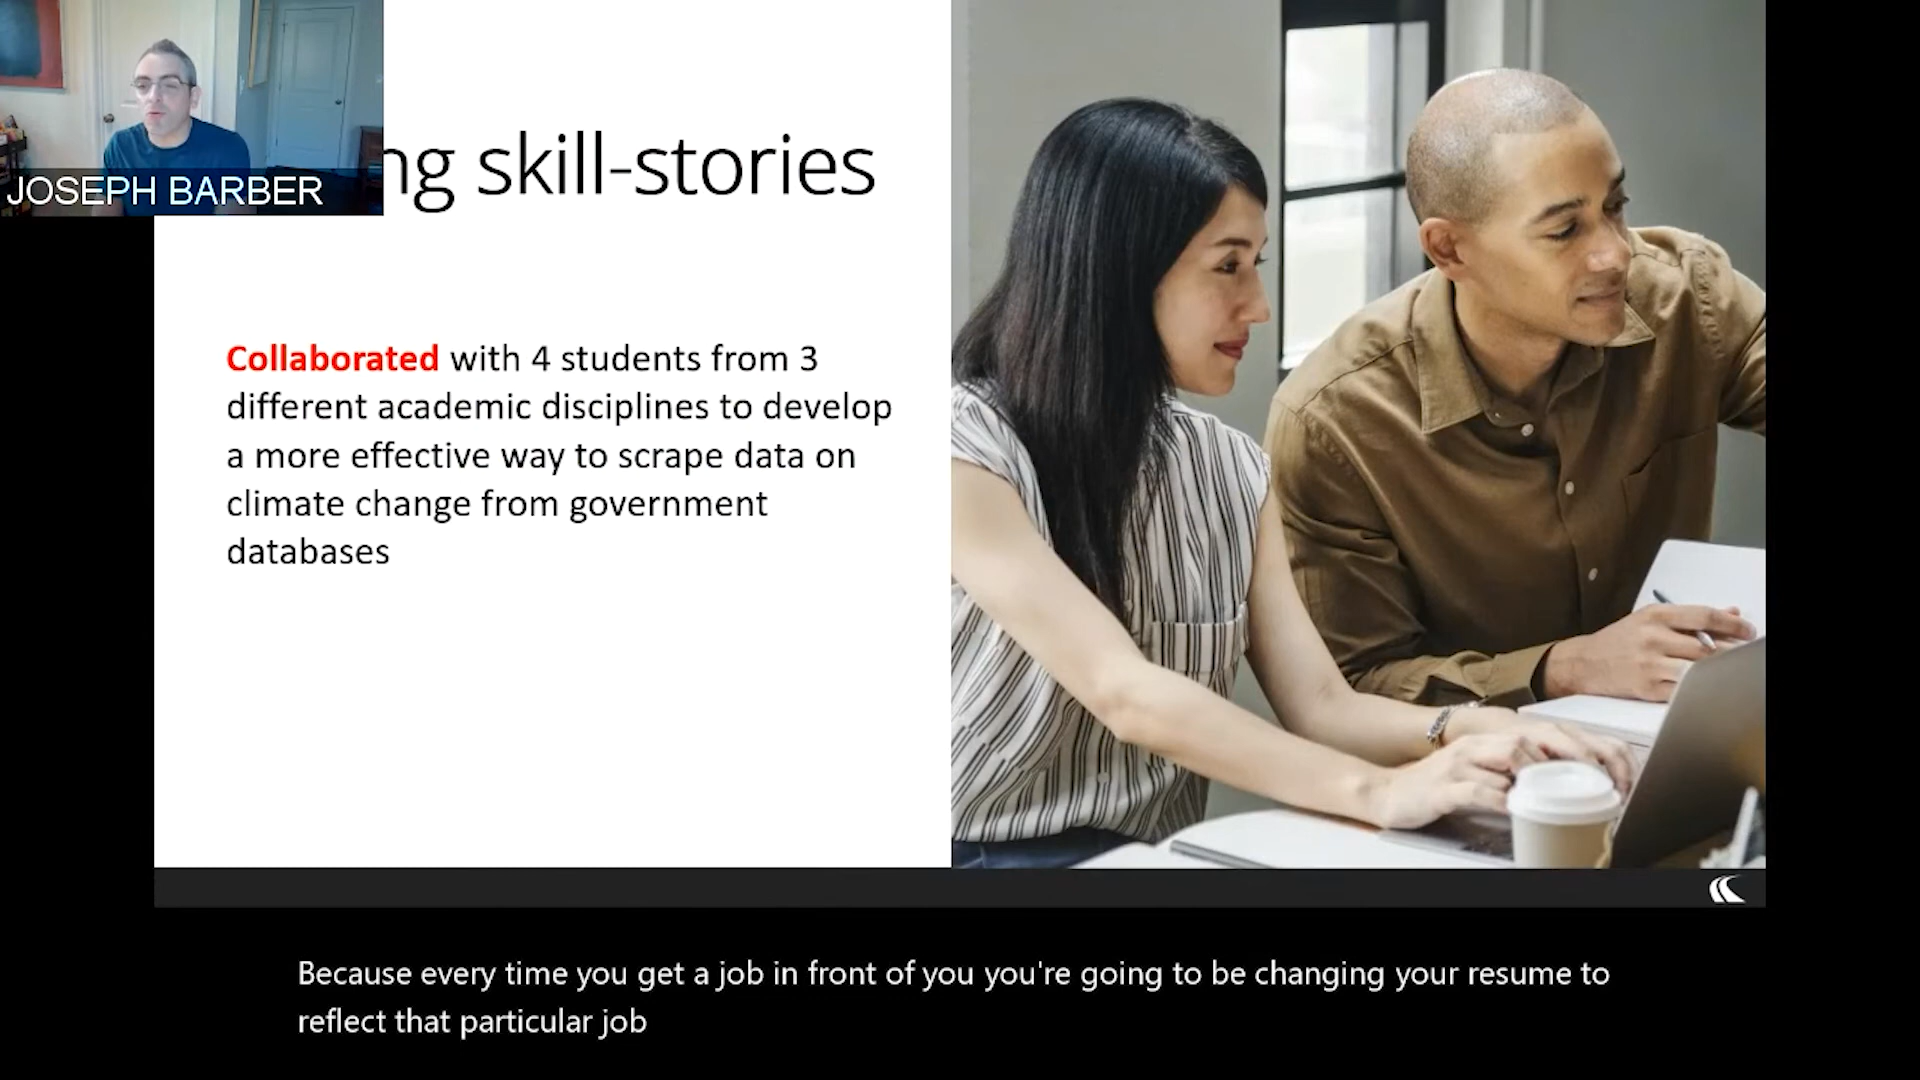 JOSEPH BARBER
ng skill-stories
Collaborated with 4 students from 3
different academic disciplines to develop
a more effective way to scrape data on
climate change from government
databases
Because every time you get a job in front of you you're going to be changing your resume to
reflect that particular job